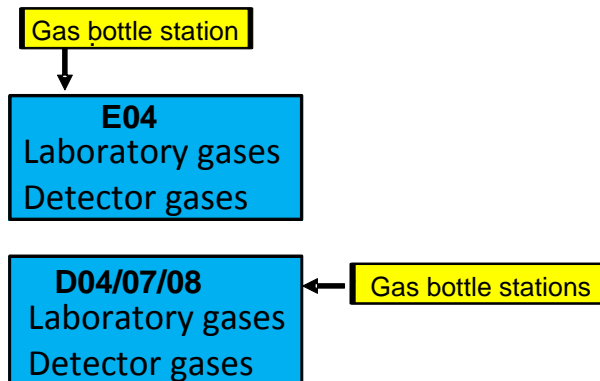 Gas bottle station
E04
Laboratory gases
Detector gases
D04/07/08
Gas bottle stations
Laboratory gases
Detector gases